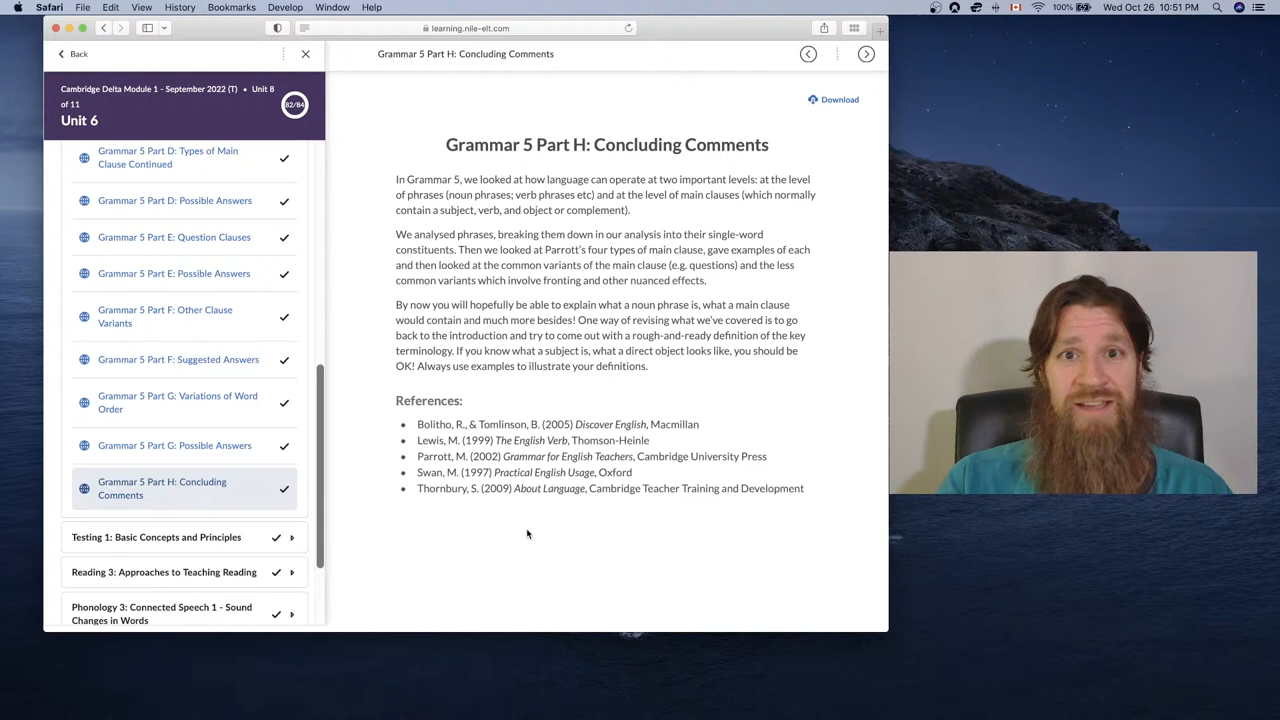 Safari File Edit View History Bookmarks Develop Window Help
100% Wed Oct 26 10:51 PM
learning.nile-elt.com
Back
Cambridge Delta Module 1 - September 2022 (T) • Unit 8
of 11
Unit 6
82/84
Grammar 5 Part D: Types of Main
Clause Continued
Grammar 5 Part D: Possible Answers
Grammar 5 Part E: Question Clauses
Grammar 5 Part E: Possible Answers
Grammar 5 Part F: Other Clause
Variants
Grammar 5 Part F: Suggested Answers
Grammar 5 Part G: Variations of Word
Order
Grammar 5 Part G: Possible Answers
Grammar 5 Part H: Concluding
Comments
Testing 1: Basic Concepts and Principles
Reading 3: Approaches to Teaching Reading
Phonology 3: Connected Speech 1 - Sound
Changes in Words
Grammar 5 Part H: Concluding Comments
Download
Grammar 5 Part H: Concluding Comments
In Grammar 5, we looked at how language can operate at two important levels: at the level
of phrases (noun phrases; verb phrases etc) and at the level of main clauses (which normally
contain a subject, verb, and object or complement).
We analysed phrases, breaking them down in our analysis into their single-word
constituents. Then we looked at Parrott's four types of main clause, gave examples of each
and then looked at the common variants of the main clause (e.g. questions) and the less
common variants which involve fronting and other nuanced effects.
By now you will hopefully be able to explain what a noun phrase is, what a main clause
would contain and much more besides! One way of revising what we've covered is to go
back to the introduction and try to come out with a rough-and-ready definition of the key
terminology. If you know what a subject is, what a direct object looks like, you should be
OK! Always use examples to illustrate your definitions.
References:
• Bolitho, R., & Tomlinson, B. (2005) Discover English, Macmillan
• Lewis, M. (1999) The English Verb, Thomson-Heinle
• Parrott, M. (2002) Grammar for English Teachers, Cambridge University Press
• Swan, M. (1997) Practical English Usage, Oxford
• Thornbury, S. (2009) About Language, Cambridge Teacher Training and Development